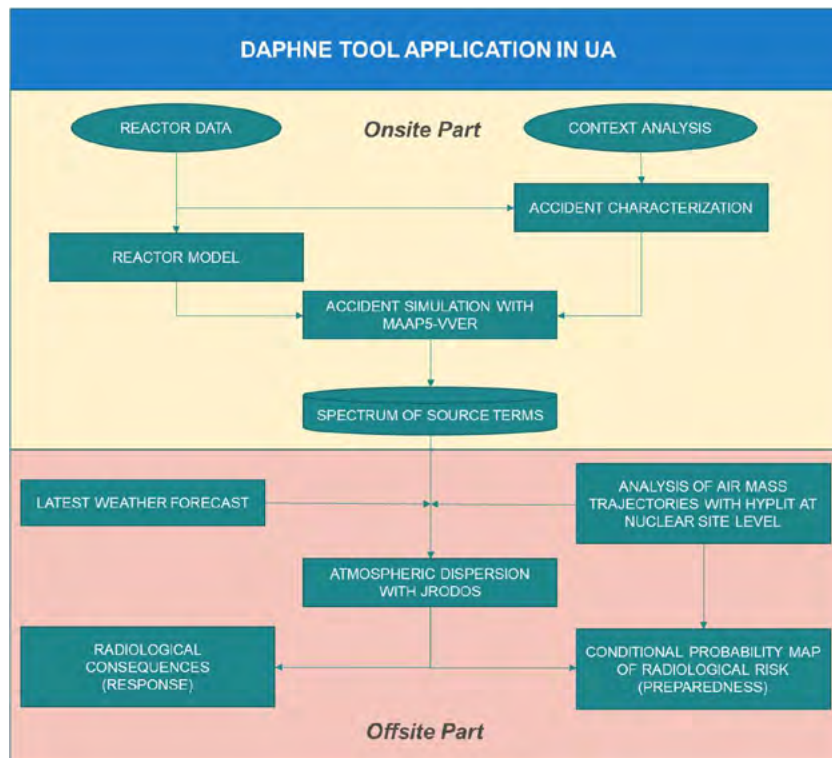 DAPHNE TOOL APPLICATION IN UA
REACTOR DATA
Onsite Part
CONTEXT ANALYSIS
ACCIDENT CHARACTERIZATION
REACTOR MODEL
ACCIDENT SIMULATION WITH
MAAP5-VVER
SPECTRUM OF SOURCE TERMS
LATEST WEATHER FORECAST
ANALYSIS OF AIR MASS
TRAJECTORIES WITH HYPLIT AT
NUCLEAR SITE LEVEL
ATMOSPHERIC DISPERSION
WITH JRODOS
RADIOLOGICAL
CONSEQUENCES
(RESPONSE)
CONDITIONAL PROBABILITY MAP
OF RADIOLOGICAL RISK
(PREPAREDNESS)
Offsite Part